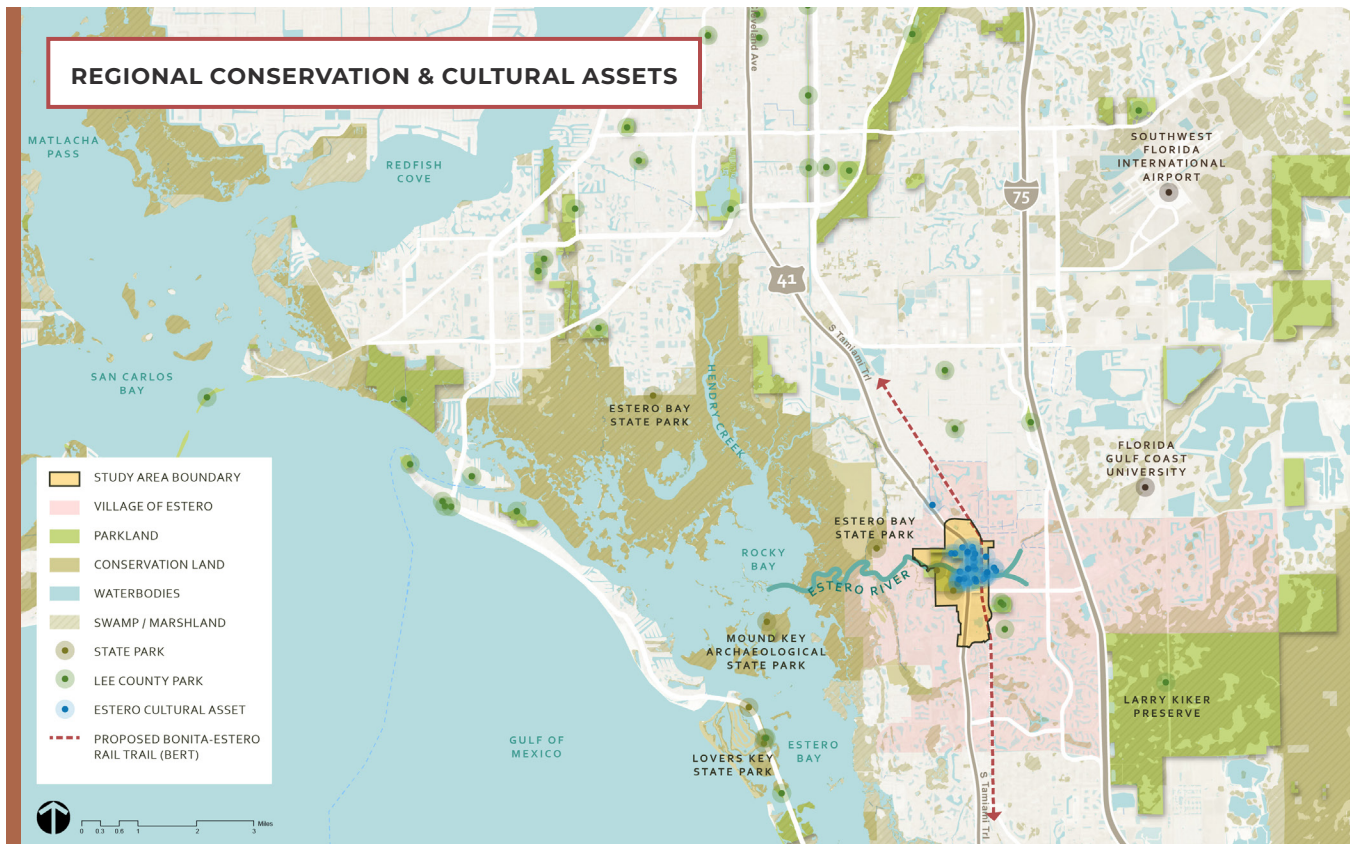 REGIONAL CONSERVATION & CULTURAL ASSETS
MATLACHA
PASS
REDFISH
COVE
SOUTHWEST
FLORIDA
INTERNATIONAL
AIRPORT
75
41
S Tamiami Trl
SAN CARLOS
BAY
HENDRY CREEK
ESTERO BAY
STATE PARK
FLORIDA
GULF COAST
UNIVERSITY
ESTERO BAY
STATE PARK
ROCKY
BAY
ESTERO RIVER
MOUND KEY
ARCHAEOLOGICAL
STATE PARK
LARRY KIKER
PRESERVE
GULF OF
MEXICO
ESTERO
BAY
LOVERS KEY
STATE PARK
S Tamiami Trl
STUDY AREA BOUNDARY
VILLAGE OF ESTERO
PARKLAND
CONSERVATION LAND
WATERBODIES
SWAMP / MARSHLAND
STATE PARK
LEE COUNTY PARK
ESTERO CULTURAL ASSET
PROPOSED BONITA-ESTERO
RAIL TRAIL (BERT)
0 0.3 0.6 1 2 3 Miles